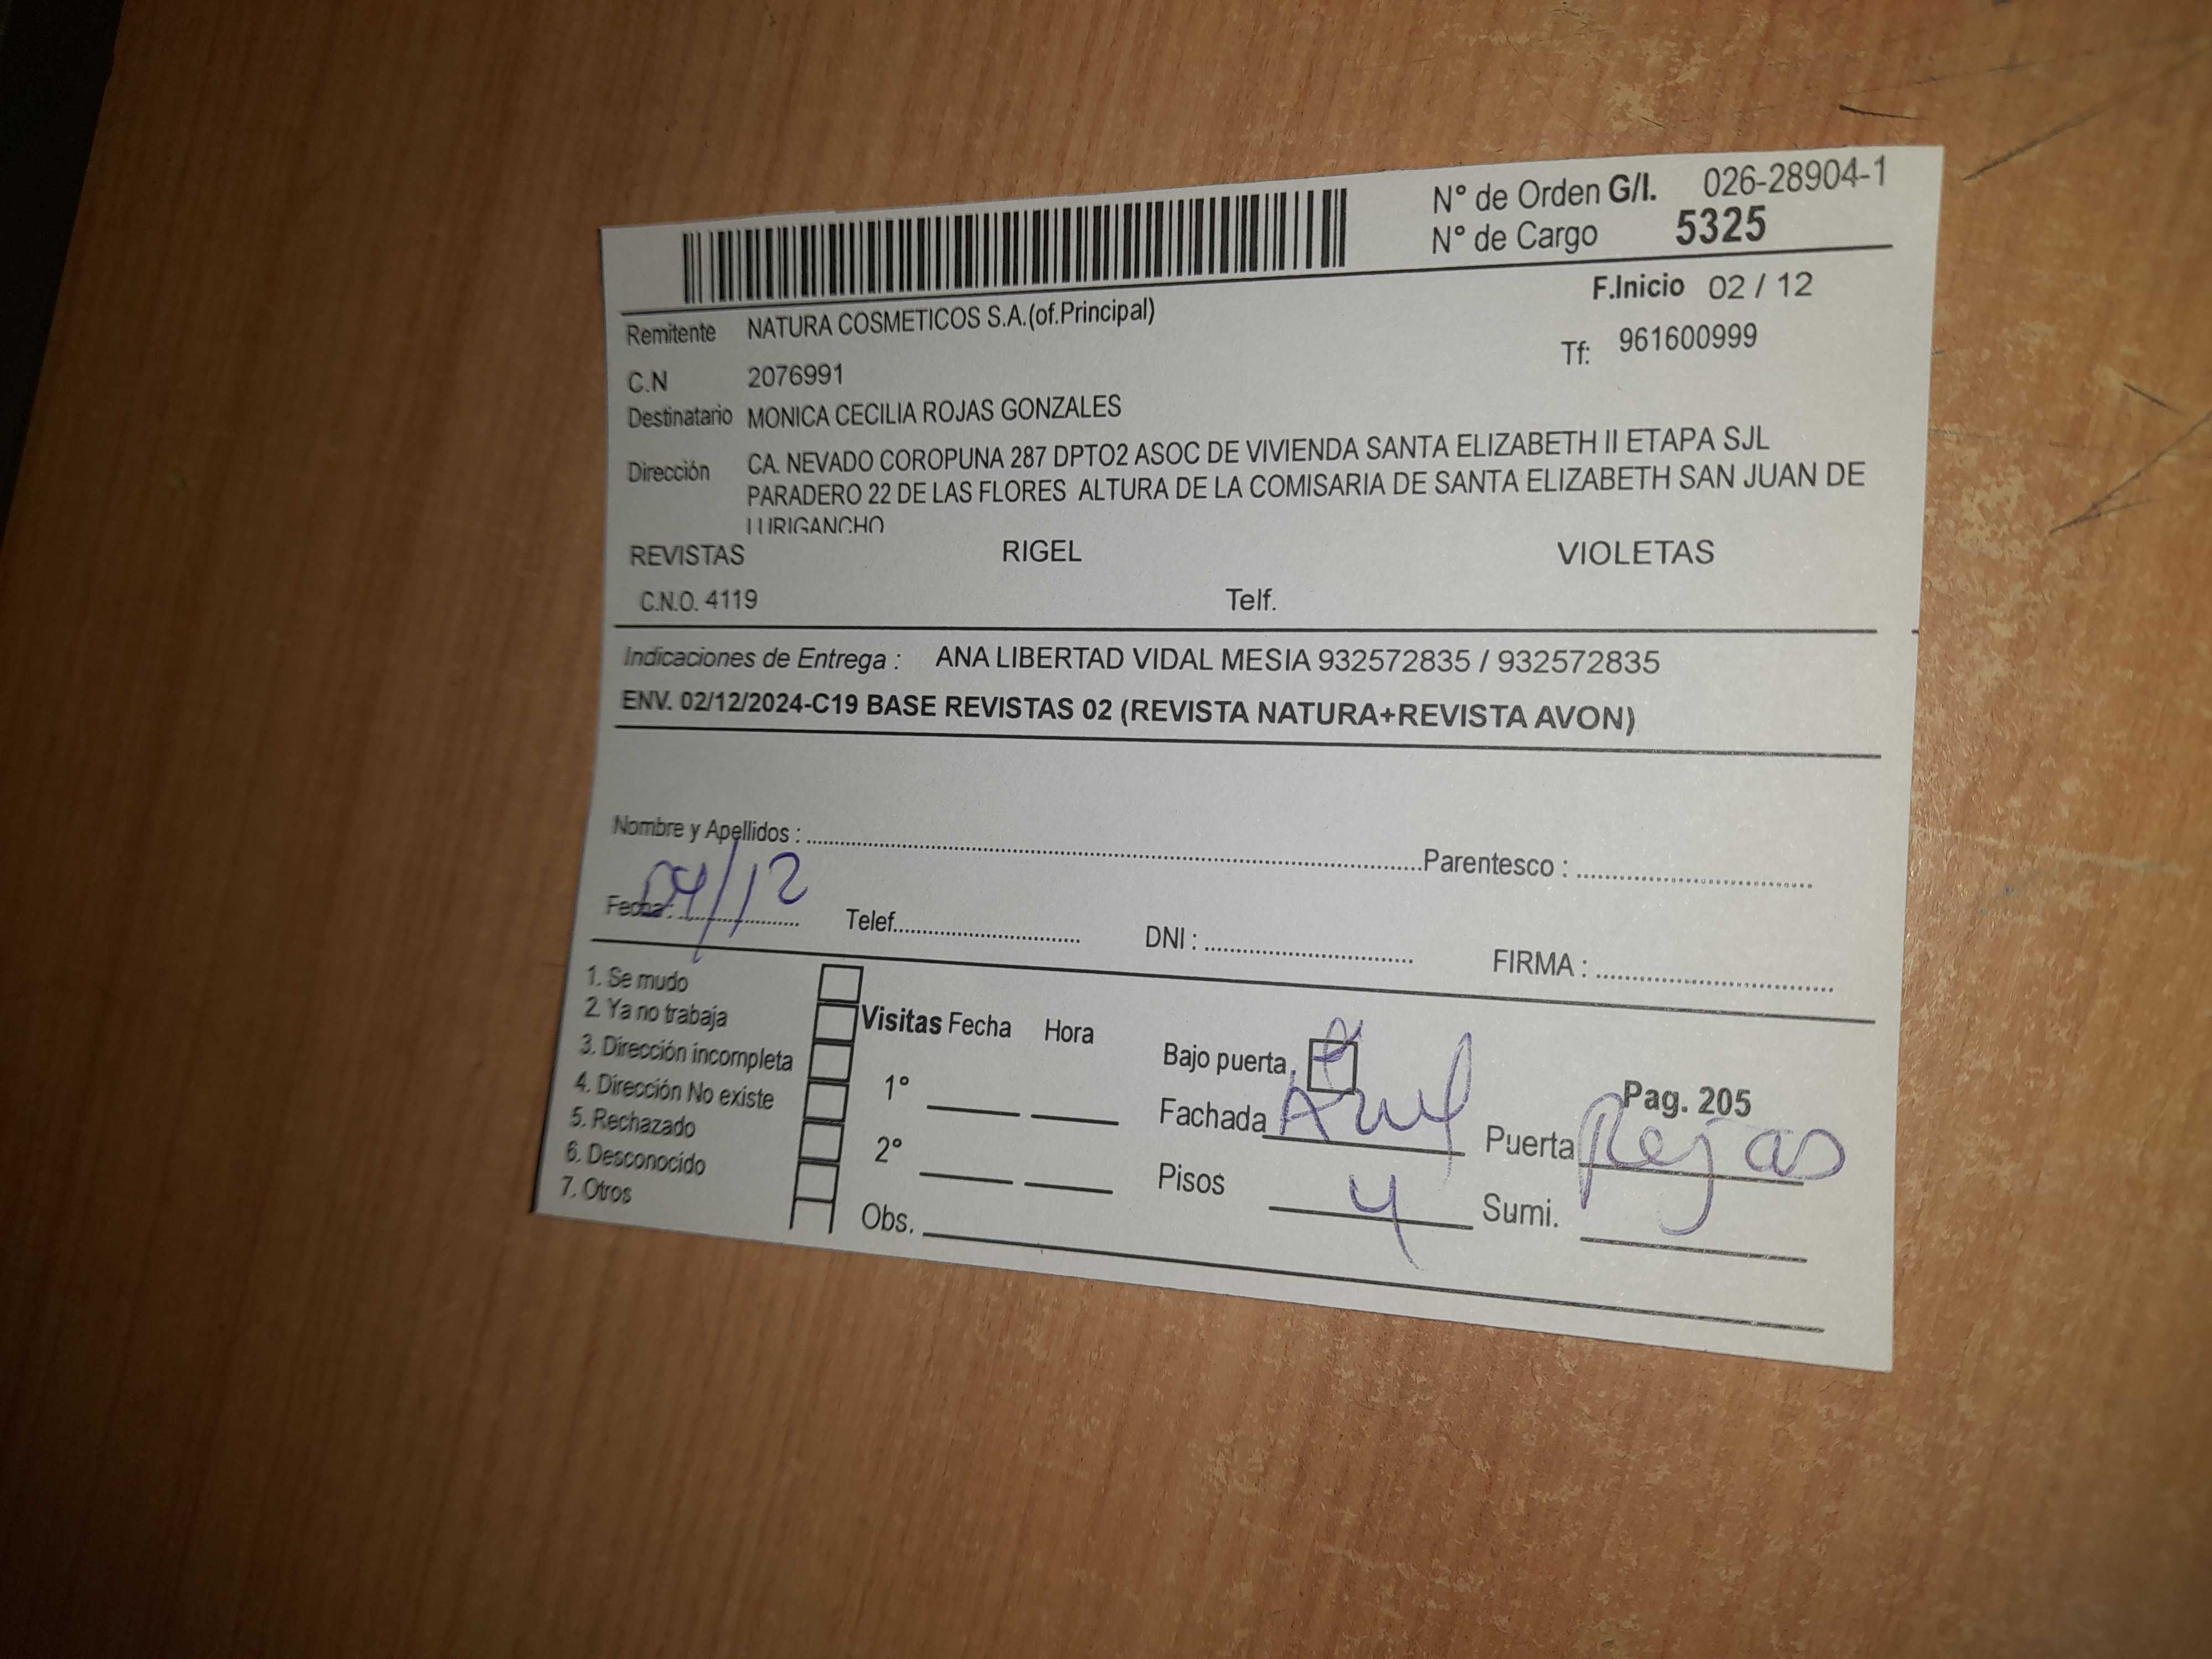 N° de Orden G/I. 026-28904-1
N° de Cargo 5325
F.Inicio 02 / 12
Remitente NATURA COSMETICOS S.A.(of.Principal)
Tf: 961600999
C.N 2076991
Destinatario MONICA CECILIA ROJAS GONZALES
Dirección CA. NEVADO COROPUNA 287 DPTO2 ASOC DE VIVIENDA SANTA ELIZABETH II ETAPA SJL
PARADERO 22 DE LAS FLORES ALTURA DE LA COMISARIA DE SANTA ELIZABETH SAN JUAN DE
LURIGANCHO
REVISTAS RIGEL VIOLETAS
C.N.O. 4119 Telf.
Indicaciones de Entrega : ANA LIBERTAD VIDAL MESIA 932572835 / 932572835
ENV. 02/12/2024-C19 BASE REVISTAS 02 (REVISTA NATURA+REVISTA AVON)
Nombre y Apellidos : Parentesco :
Fecha: 04/12 Telef. DNI : FIRMA :
1. Se mudo
2. Ya no trabaja
3. Dirección incompleta
4. Dirección No existe
5. Rechazado
6. Desconocido
7. Otros
Visitas Fecha Hora
1°
2°
Obs.
Bajo puerta
Pag. 205
Fachada Azul Puerta Rejas
Pisos 4 Sumi.